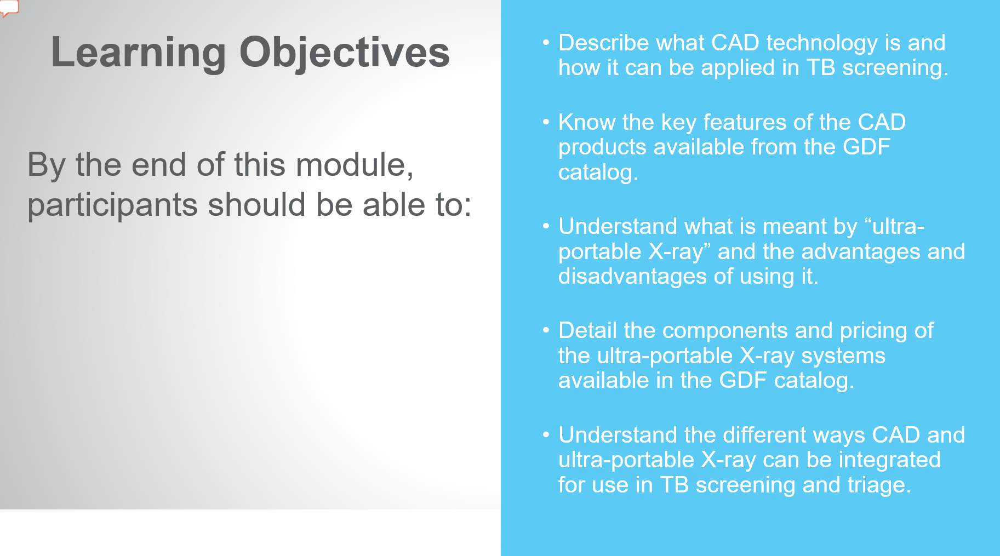 Learning Objectives
By the end of this module,
participants should be able to:
• Describe what CAD technology is and
how it can be applied in TB screening.
• Know the key features of the CAD
products available from the GDF
catalog.
• Understand what is meant by “ultra-
portable X-ray” and the advantages and
disadvantages of using it.
• Detail the components and pricing of
the ultra-portable X-ray systems
available in the GDF catalog.
• Understand the different ways CAD and
ultra-portable X-ray can be integrated
for use in TB screening and triage.